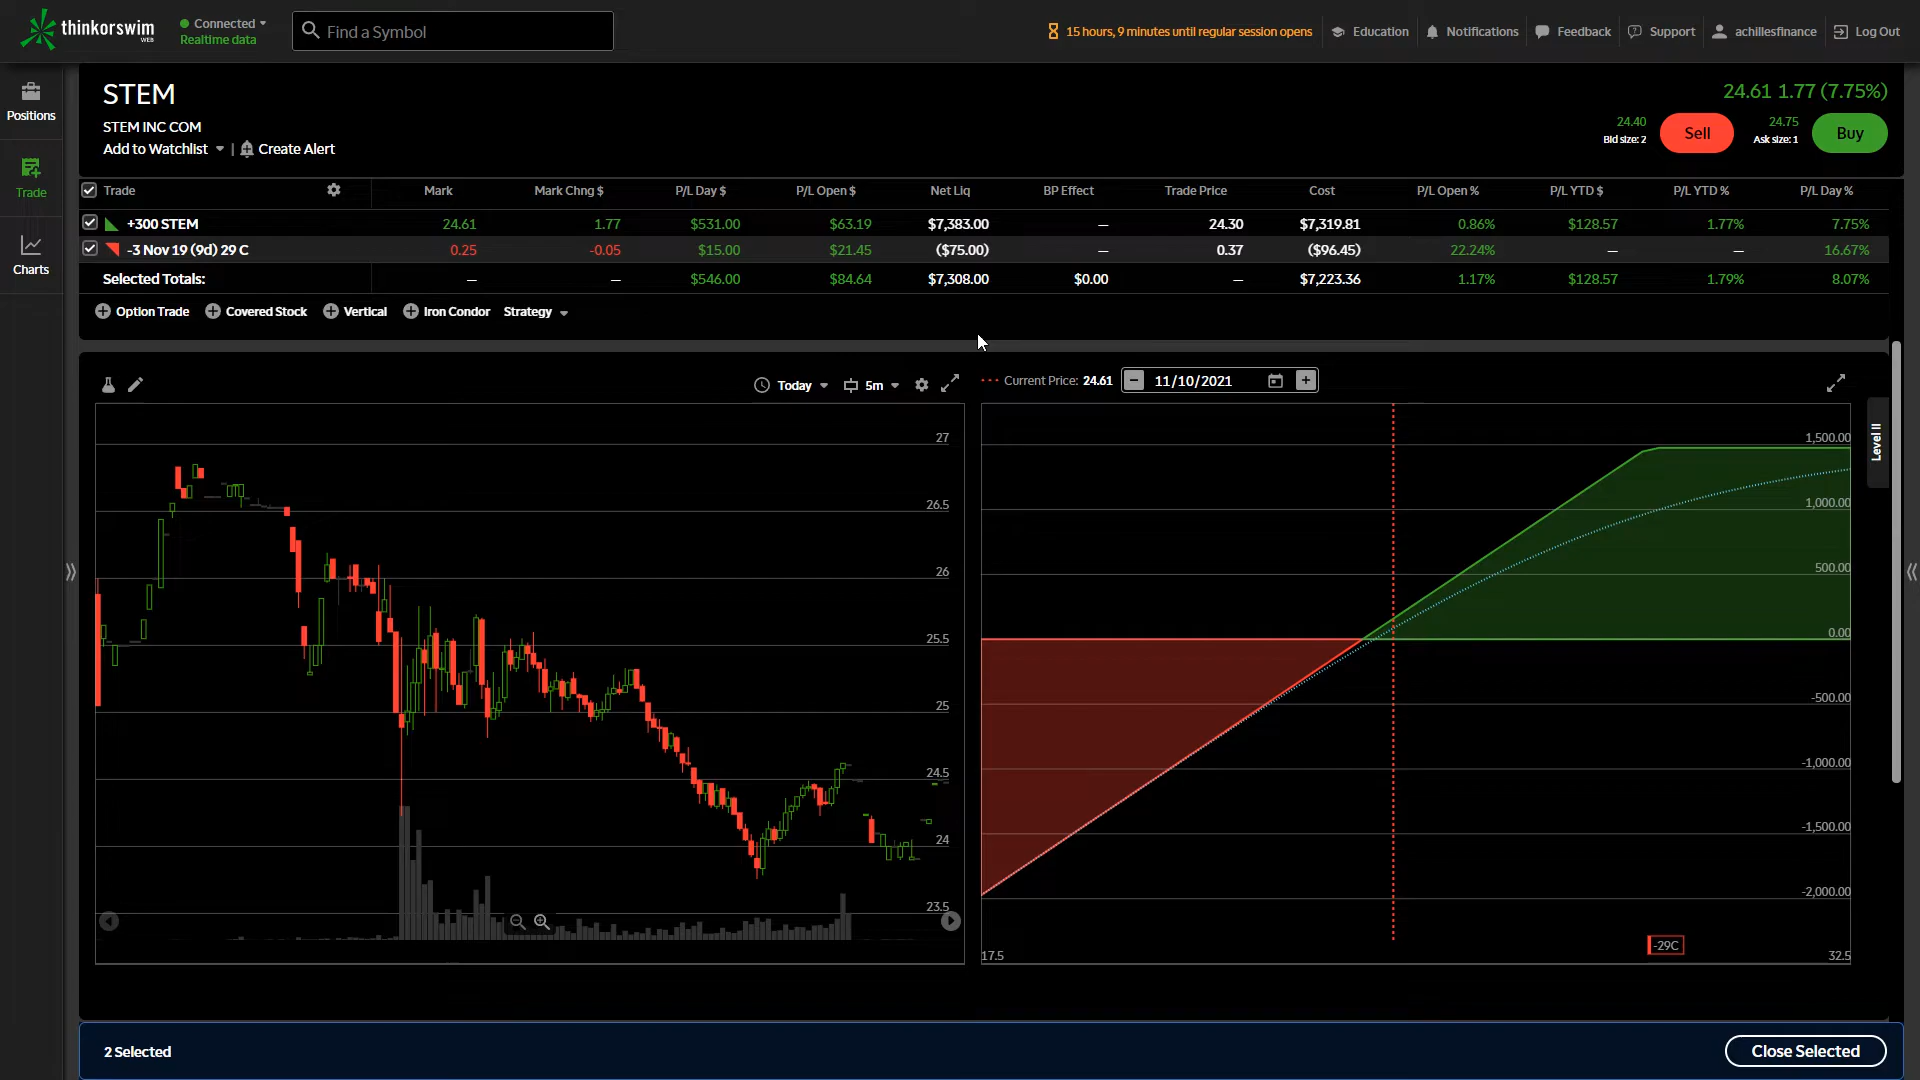 thinkorswim
WEB
Connected
Realtime data
Find a Symbol
15 hours, 9 minutes until regular session opens
Education
Notifications
Feedback
Support
achillesfinance
Log Out
Positions
Trade
Charts
STEM
STEM INC COM
Add to Watchlist | Create Alert
24.61 1.77 (7.75%)
24.40
Bid size: 2
Sell
24.75
Ask size: 1
Buy
Trade Mark Mark Chng $ P/L Day $ P/L Open $ Net Liq BP Effect Trade Price Cost P/L Open % P/L YTD $ P/L YTD % P/L Day %
+300 STEM 24.61 1.77 $531.00 $63.19 $7,383.00 — 24.30 $7,319.81 0.86% $128.57 1.77% 7.75%
-3 Nov 19 (9d) 29 C 0.25 -0.05 $15.00 $21.45 ($75.00) — 0.37 ($96.45) 22.24% — — 16.67%
Selected Totals: — — $546.00 $84.64 $7,308.00 $0.00 — $7,223.36 1.17% $128.57 1.79% 8.07%
Option Trade Covered Stock Vertical Iron Condor Strategy
Today 5m
27
26.5
26
25.5
25
24.5
24
23.5
Current Price: 24.61 11/10/2021
1,500.00
1,000.00
500.00
0.00
-500.00
-1,000.00
-1,500.00
-2,000.00
-29C
17.5
32.5
Level II
2 Selected
Close Selected